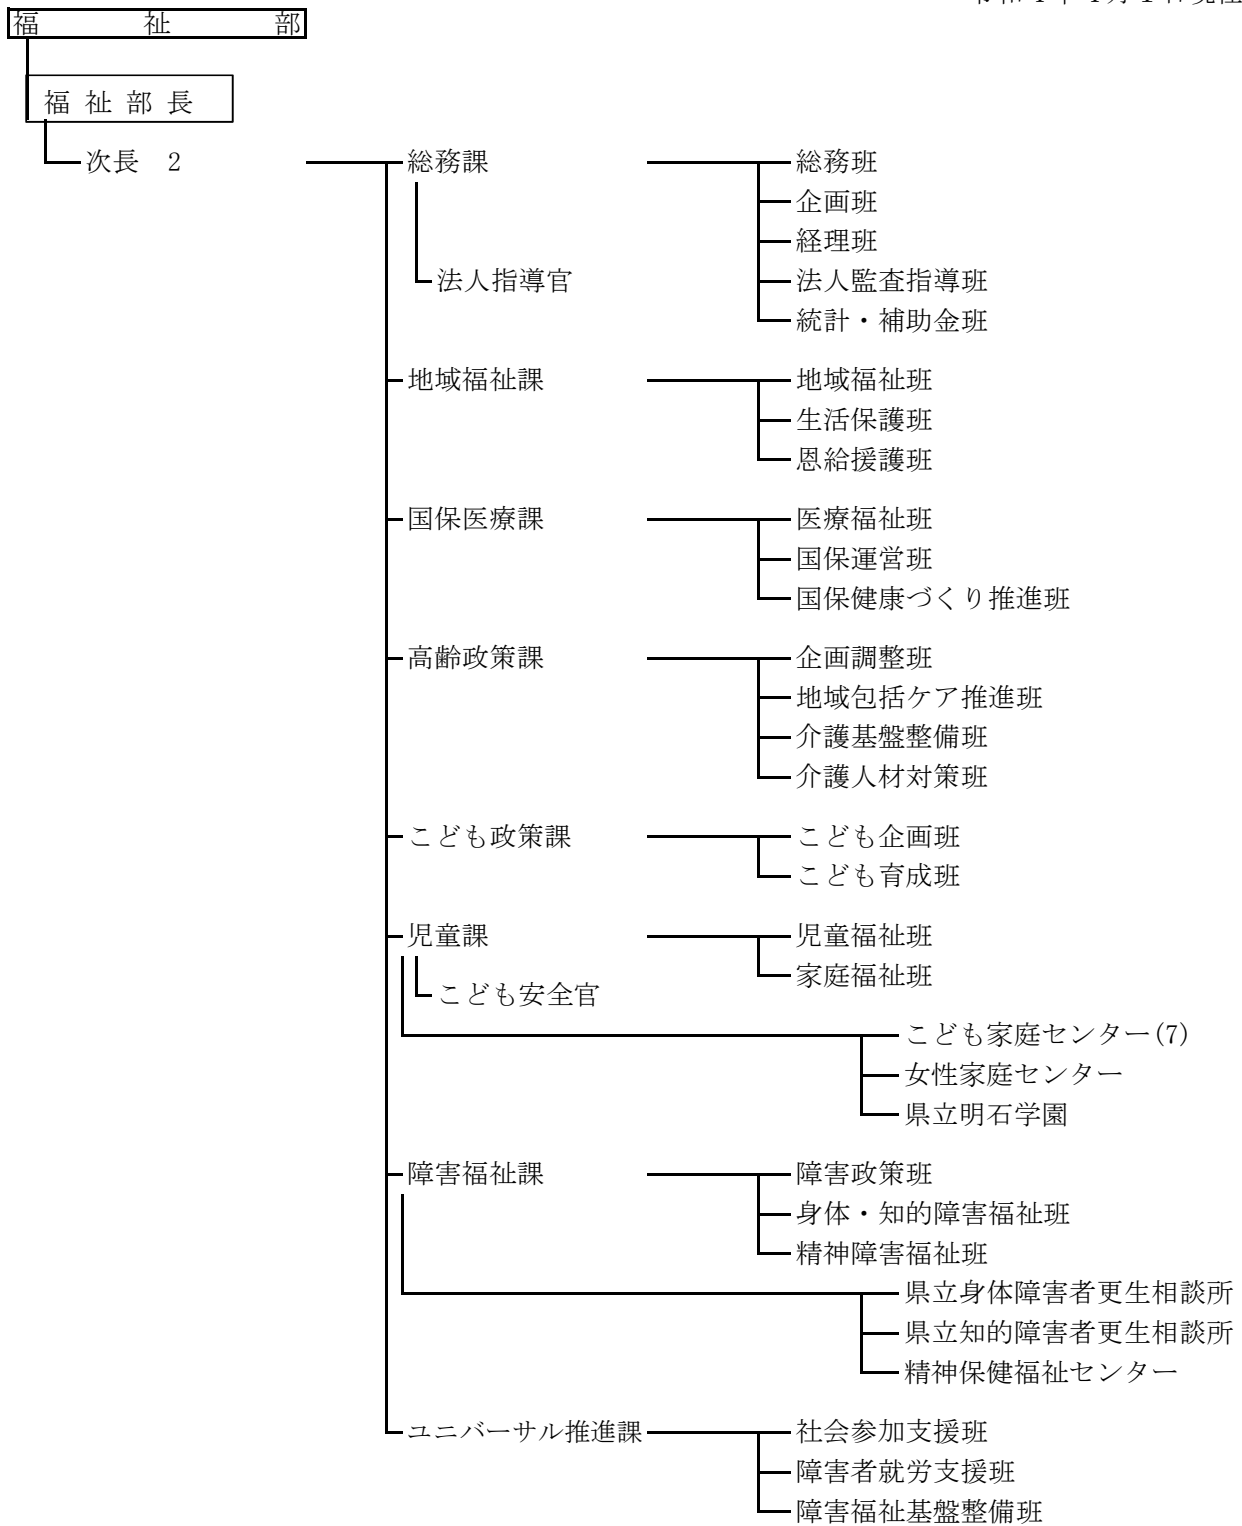 福祉部
福祉部長
次長 2 総務課 総務班
企画班
経理班
法人指導官 法人監査指導班
統計・補助金班
地域福祉課 地域福祉班
生活保護班
恩給援護班
国保医療課 医療福祉班
国保運営班
国保健康づくり推進班
高齢政策課 企画調整班
地域包括ケア推進班
介護基盤整備班
介護人材対策班
こども政策課 こども企画班
こども育成班
児童課 児童福祉班
家庭福祉班
こども安全官
こども家庭センター(7)
女性家庭センター
県立明石学園
障害福祉課 障害政策班
身体・知的障害福祉班
精神障害福祉班
県立身体障害者更生相談所
県立知的障害者更生相談所
精神保健福祉センター
ユニバーサル推進課 社会参加支援班
障害者就労支援班
障害福祉基盤整備班